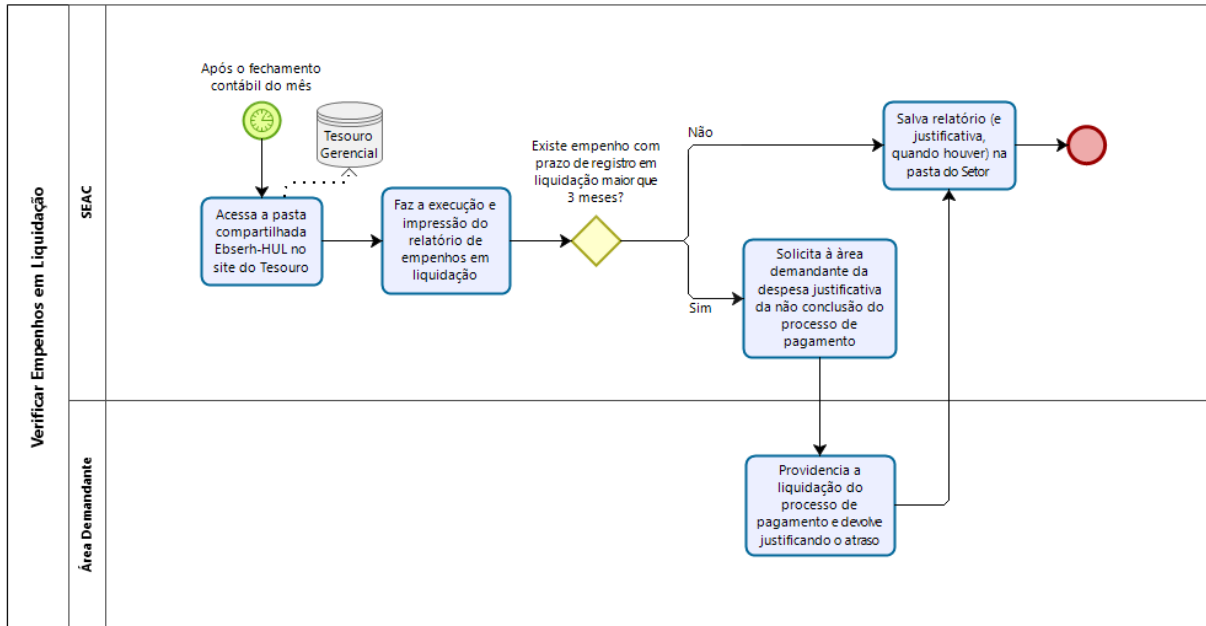 Verificar Empenhos em Liquidação
SEAC
Após o fechamento
contábil do mês
Tesouro
Gerencial
Acessa a pasta
compartilhada
Ebserh-HUL no
site do Tesouro
Faz a execução e
impressão do
relatório de
empenhos em
liquidação
Existe empenho com
prazo de registro em
liquidação maior que
3 meses?
Não
Salva relatório (e
justificativa,
quando houver) na
pasta do Setor
Sim
Solicita à área
demandante da
despesa justificativa
da não conclusão do
processo de
pagamento
Área Demandante
Providencia a
liquidação do
processo de
pagamento e devolve
justificando o atraso